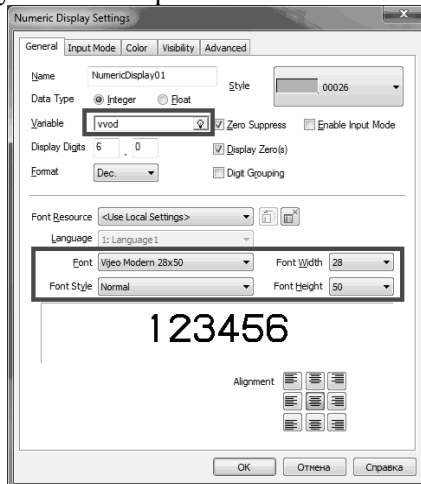 Numeric Display Settings
General Input Mode Color Visibility Advanced
Name NumericDisplay01 Style 00026
Data Type Integer Float
Variable vvod Zero Suppress Enable Input Mode
Display Digits 6 . 0 Display Zero(s)
Format Dec. Digit Grouping
Font Resource <Use Local Settings>
Language 1: Language1
Font Vijeo Modern 28x50 Font Width 28
Font Style Normal Font Height 50
123456
Alignment
OK Отмена Справка